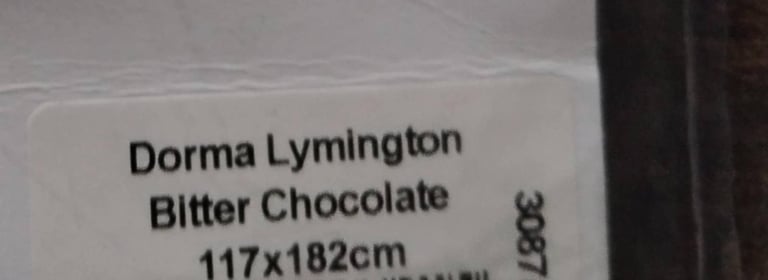 Dorma Lymington
Bitter Chocolate
117x182cm
3087